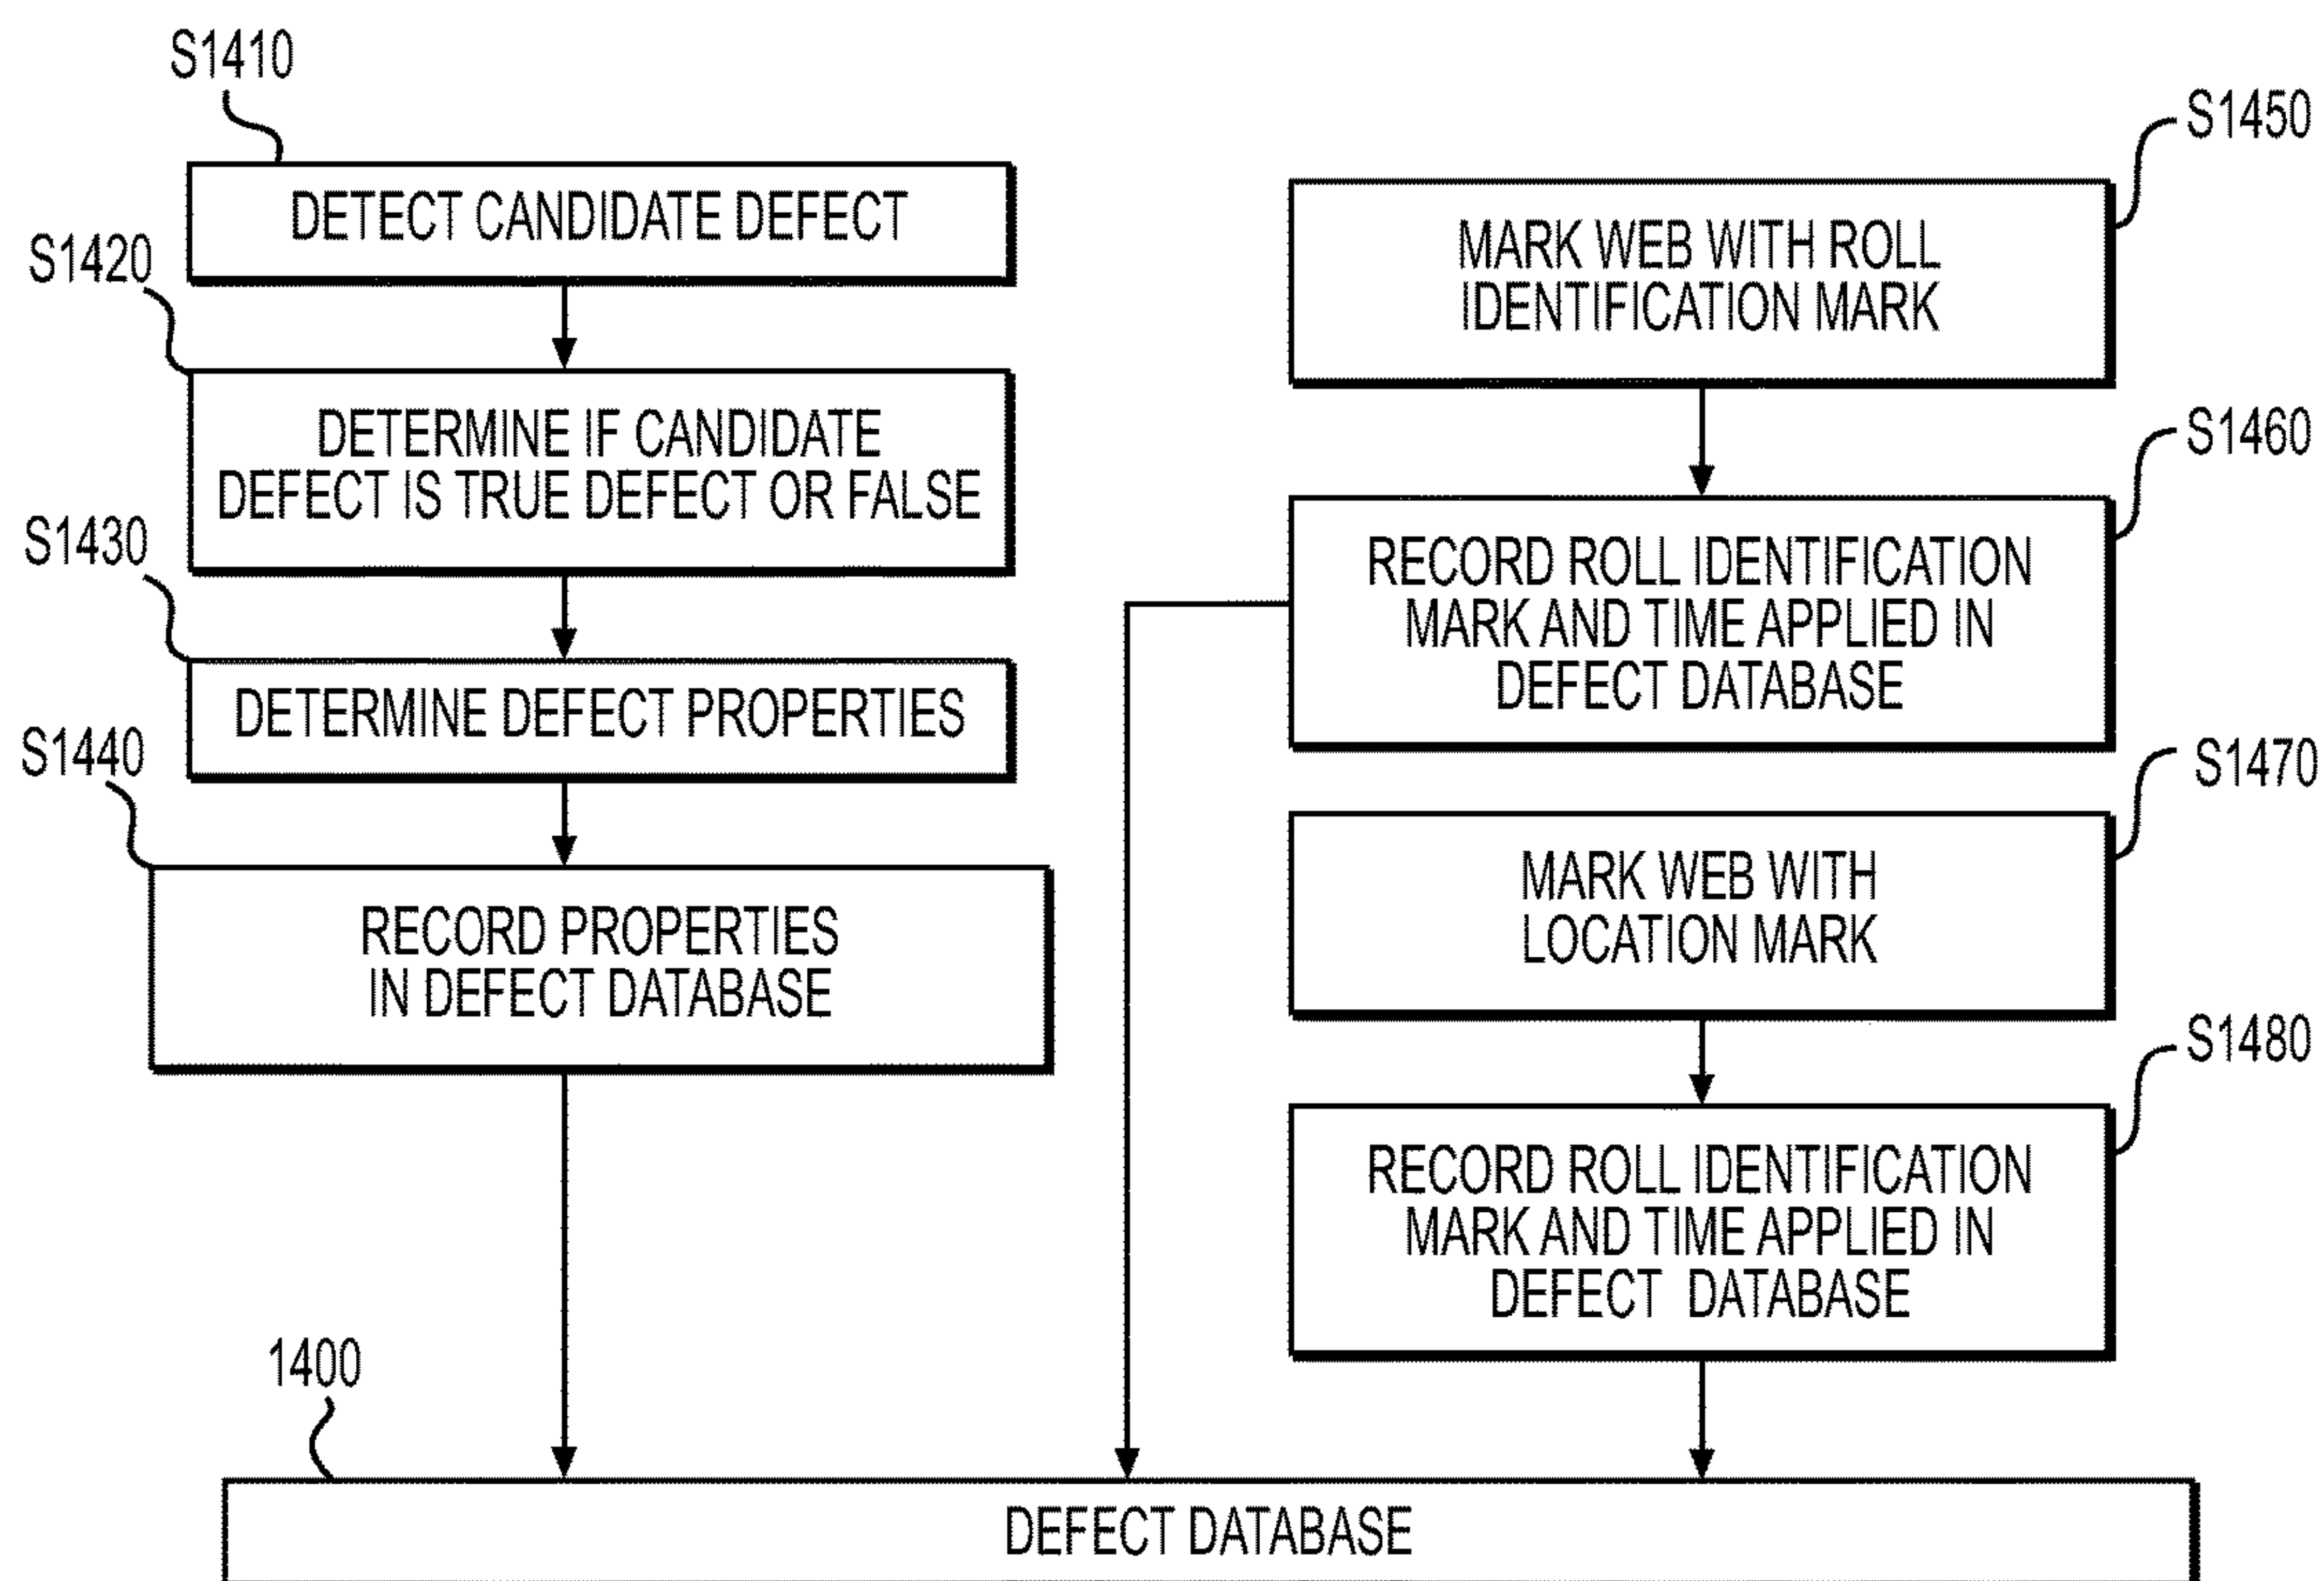 S1410
DETECT CANDIDATE DEFECT
S1420
DETERMINE IF CANDIDATE
DEFECT IS TRUE DEFECT OR FALSE
S1430
DETERMINE DEFECT PROPERTIES
S1440
RECORD PROPERTIES
IN DEFECT DATABASE
S1450
MARK WEB WITH ROLL
IDENTIFICATION MARK
S1460
RECORD ROLL IDENTIFICATION
MARK AND TIME APPLIED IN
DEFECT DATABASE
S1470
MARK WEB WITH
LOCATION MARK
S1480
RECORD ROLL IDENTIFICATION
MARK AND TIME APPLIED IN
DEFECT DATABASE
1400
DEFECT DATABASE